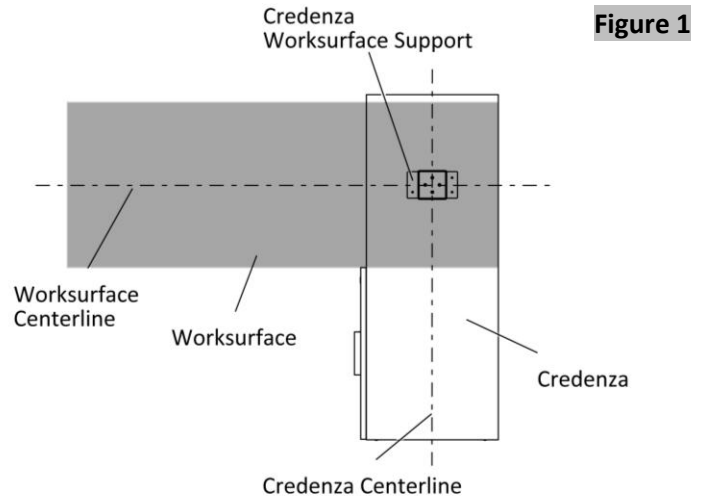 Figure 1
Credenza
Worksurface Support
Worksurface
Centerline
Worksurface
Credenza
Credenza Centerline